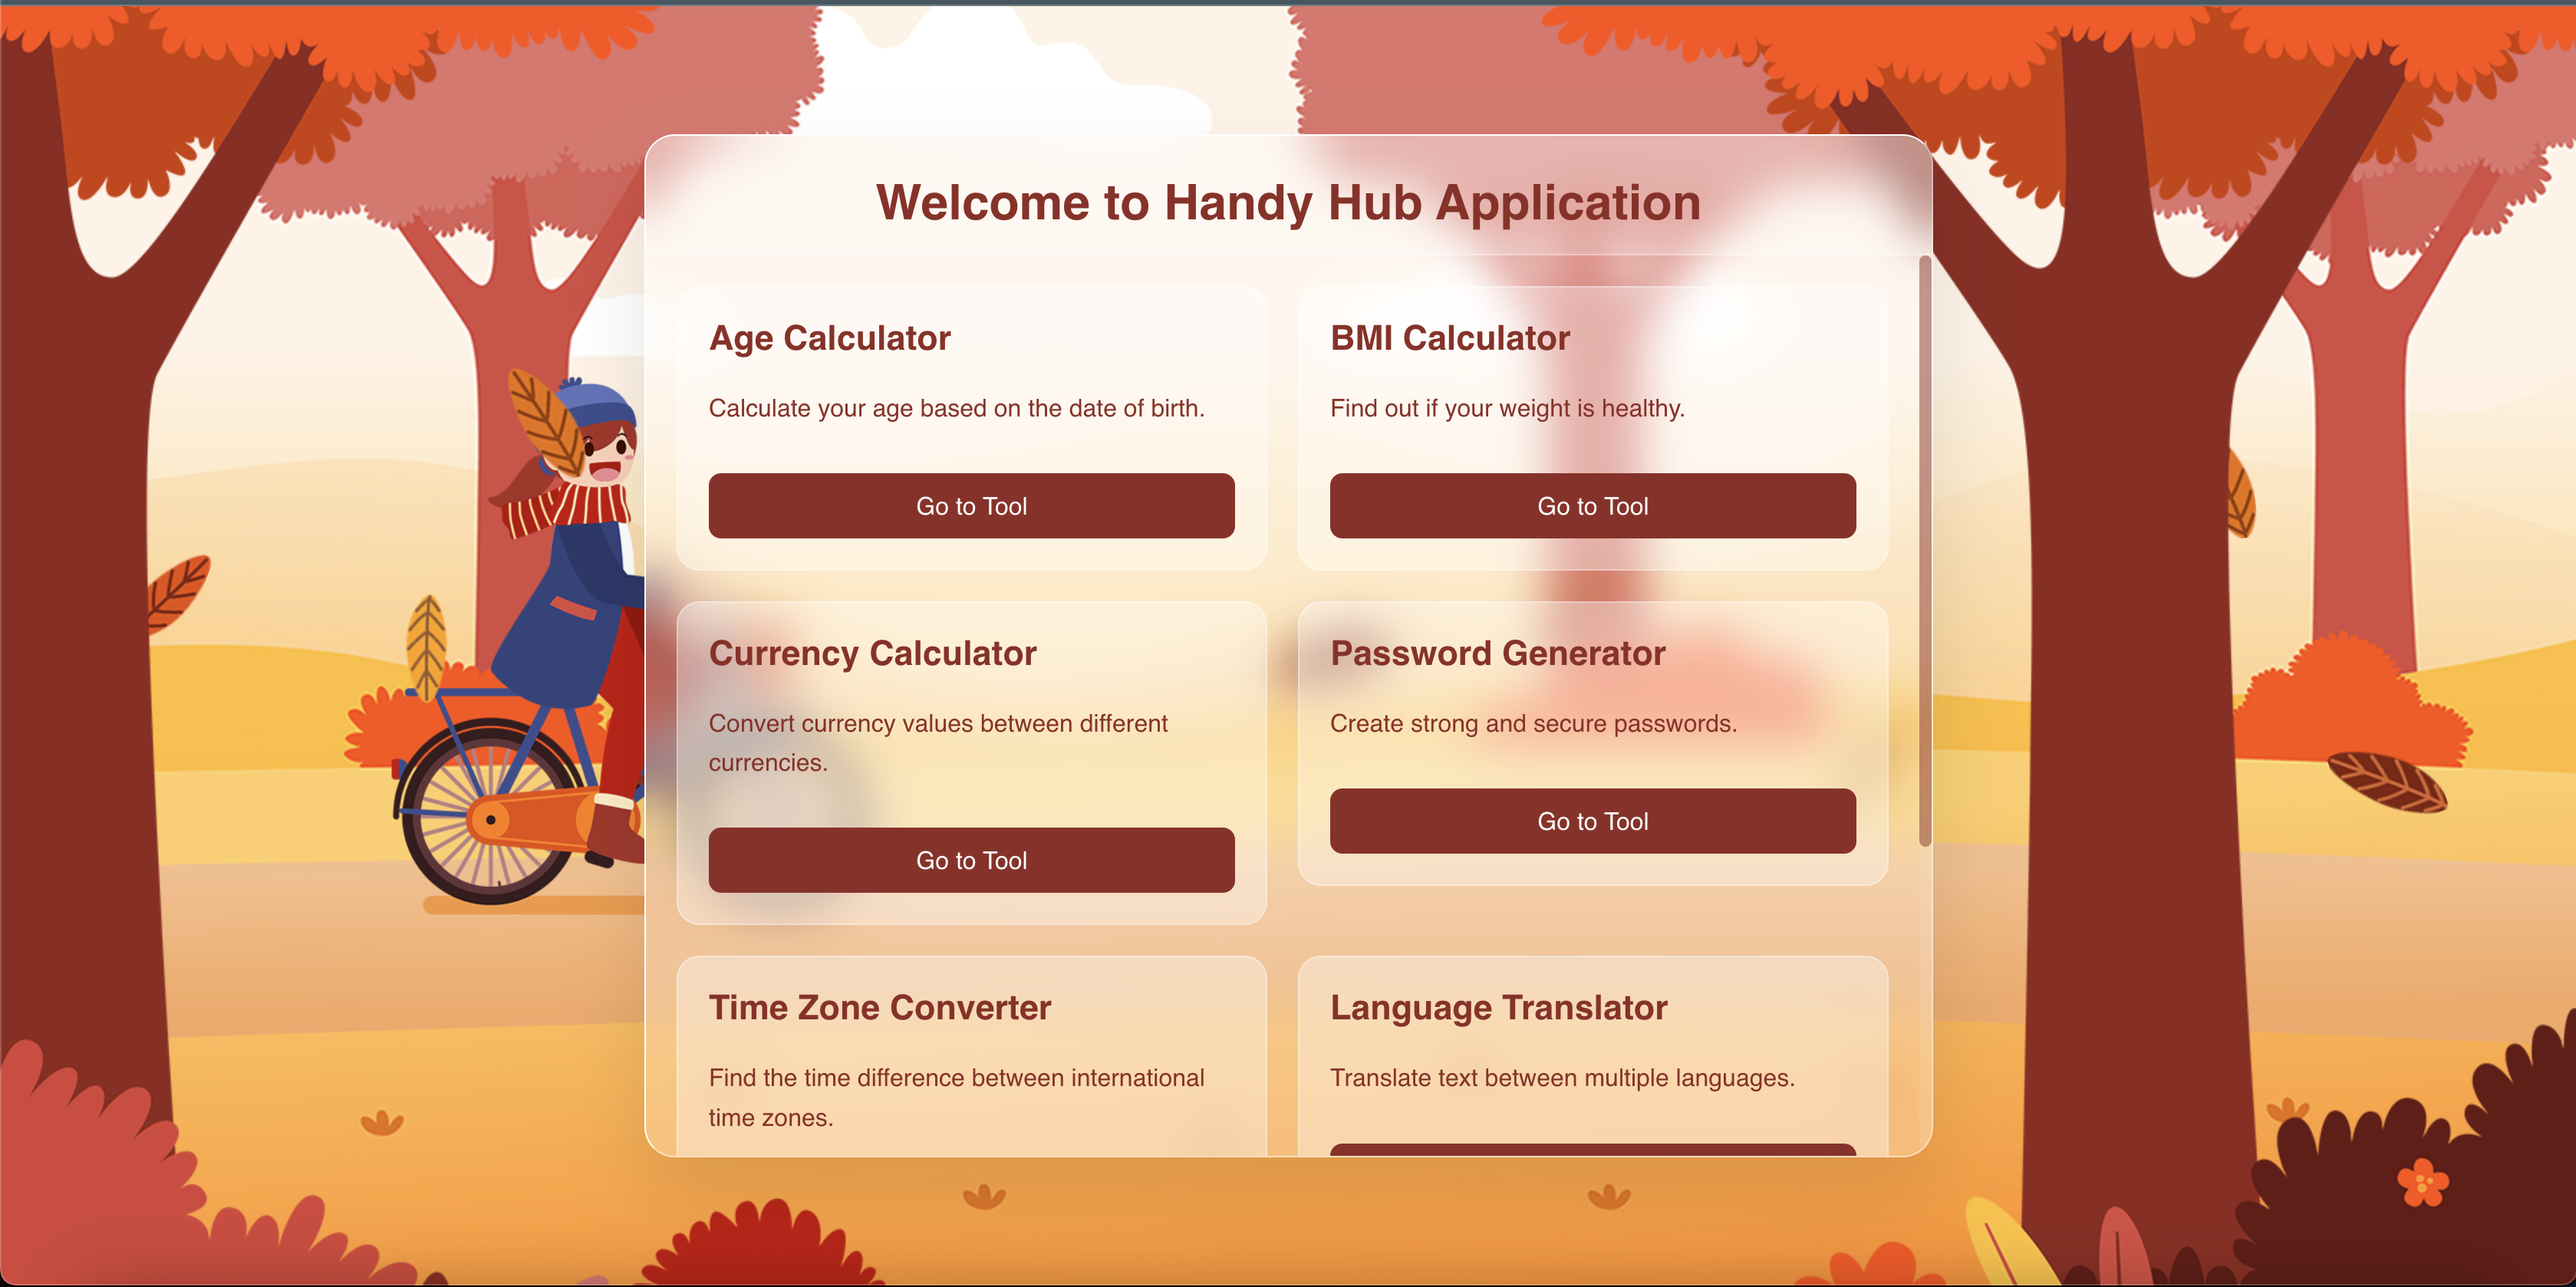 Welcome to Handy Hub Application
Age Calculator
Calculate your age based on the date of birth.
Go to Tool
BMI Calculator
Find out if your weight is healthy.
Go to Tool
Currency Calculator
Convert currency values between different
currencies.
Go to Tool
Password Generator
Create strong and secure passwords.
Go to Tool
Time Zone Converter
Find the time difference between international
time zones.
Language Translator
Translate text between multiple languages.